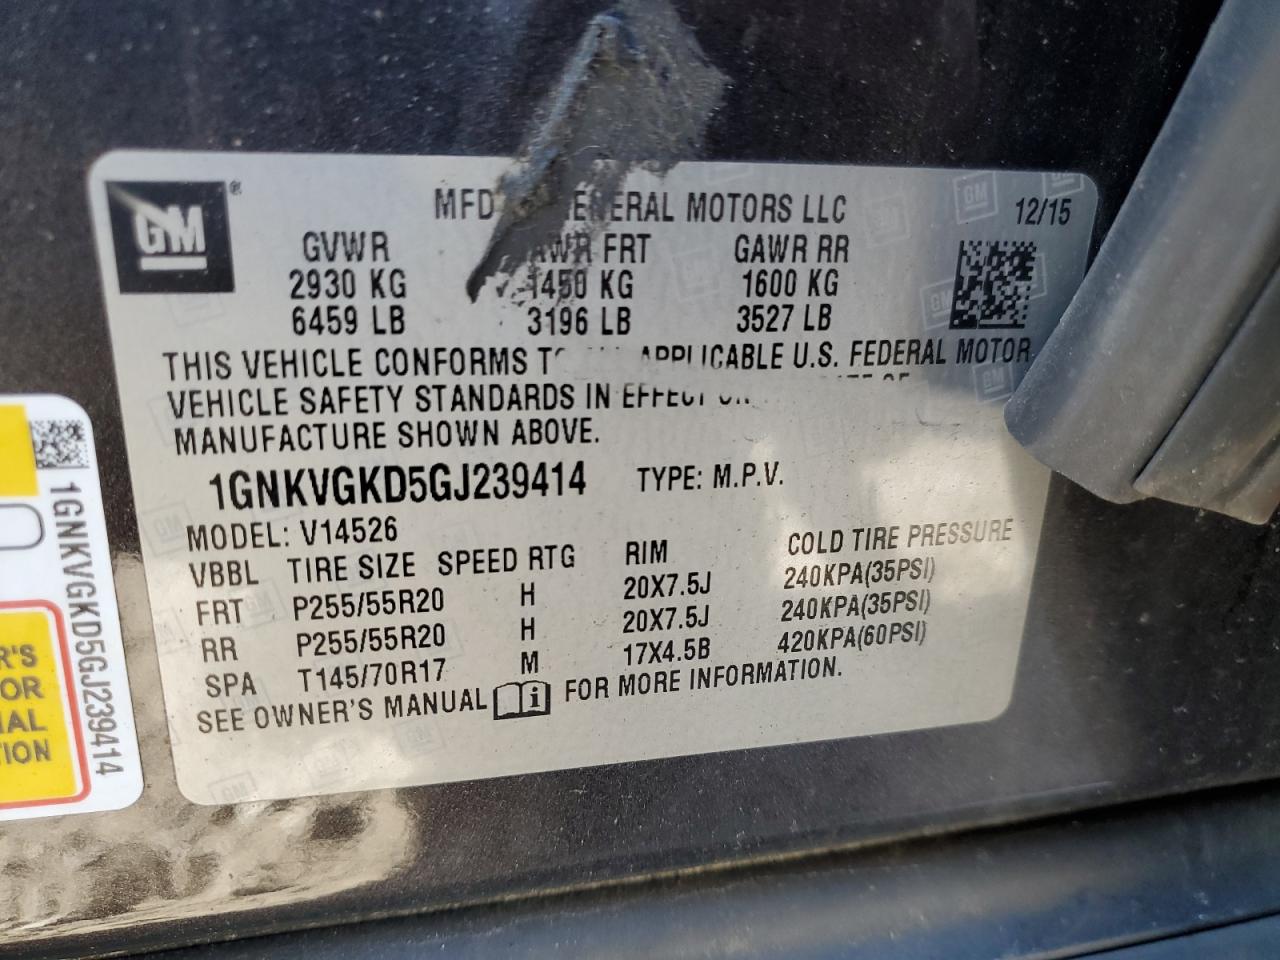 GM ®
MFD GENERAL MOTORS LLC 12/15
GVWR GAWR FRT GAWR RR
2930 KG 1450 KG 1600 KG
6459 LB 3196 LB 3527 LB
THIS VEHICLE CONFORMS TO APPLICABLE U.S. FEDERAL MOTOR
VEHICLE SAFETY STANDARDS IN EFFECT
MANUFACTURE SHOWN ABOVE.
1GNKVGKD5GJ239414 TYPE: M.P.V.
MODEL: V14526
VBBL TIRE SIZE SPEED RTG RIM COLD TIRE PRESSURE
FRT P255/55R20 H 20X7.5J 240KPA(35PSI)
RR P255/55R20 H 20X7.5J 240KPA(35PSI)
SPA T145/70R17 M 17X4.5B 420KPA(60PSI)
SEE OWNER'S MANUAL i FOR MORE INFORMATION.
1GNKVGKD5GJ239414
R'S
OR
IAL
TION